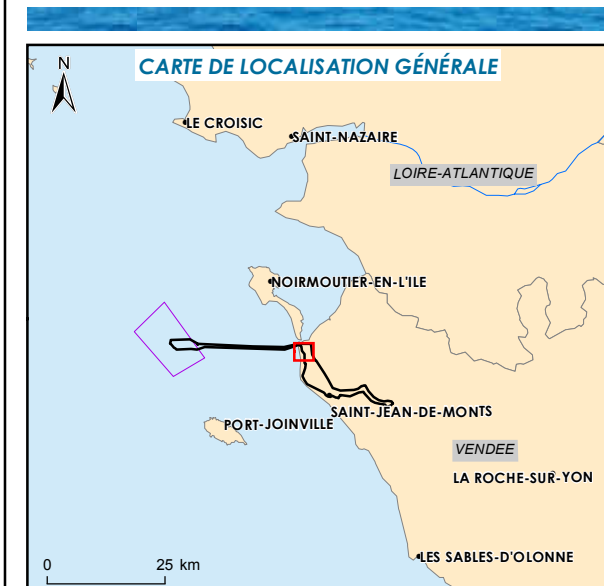 CARTE DE LOCALISATION GÉNÉRALE
N
LE CROISIC
SAINT-NAZAIRE
LOIRE-ATLANTIQUE
NOIRMOUTIER-EN-L'ILE
SAINT-JEAN-DE-MONTS
PORT-JOINVILLE
VENDEE
LA ROCHE-SUR-YON
LES SABLES-D'OLONNE
0 25 km